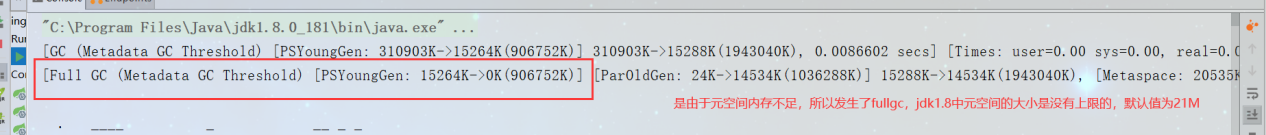 Console Endpoints
ing
"C:\Program Files\Java\jdk1.8.0_181\bin\java.exe" ...
Run
[GC (Metadata GC Threshold) [PSYoungGen: 310903K->15264K(906752K)] 310903K->15288K(1943040K), 0.0086602 secs] [Times: user=0.00 sys=0.00, real=0.0
[Full GC (Metadata GC Threshold) [PSYoungGen: 15264K->0K(906752K)] [ParOldGen: 24K->14534K(1036288K)] 15288K->14534K(1943040K), [Metaspace: 20535K
是由于元空间内存不足，所以发生了fullgc，jdk1.8中元空间的大小是没有上限的，默认值为21M